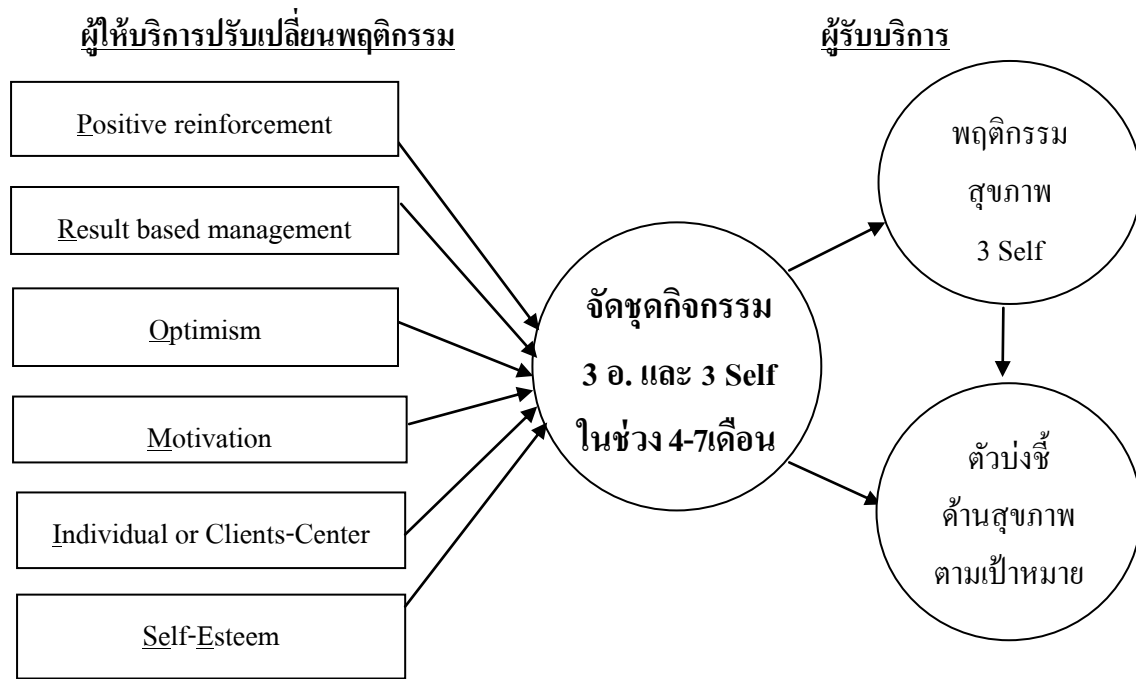 ผู้ให้บริการปรับเปลี่ยนพฤติกรรม
ผู้รับบริการ
Positive reinforcement
Result based management
Optimism
Motivation
Individual or Clients-Center
Self-Esteem
จัดชุดกิจกรรม
3 อ. และ 3 Self
ในช่วง 4-7เดือน
พฤติกรรม
สุขภาพ
3 Self
ตัวบ่งชี้
ด้านสุขภาพ
ตามเป้าหมาย